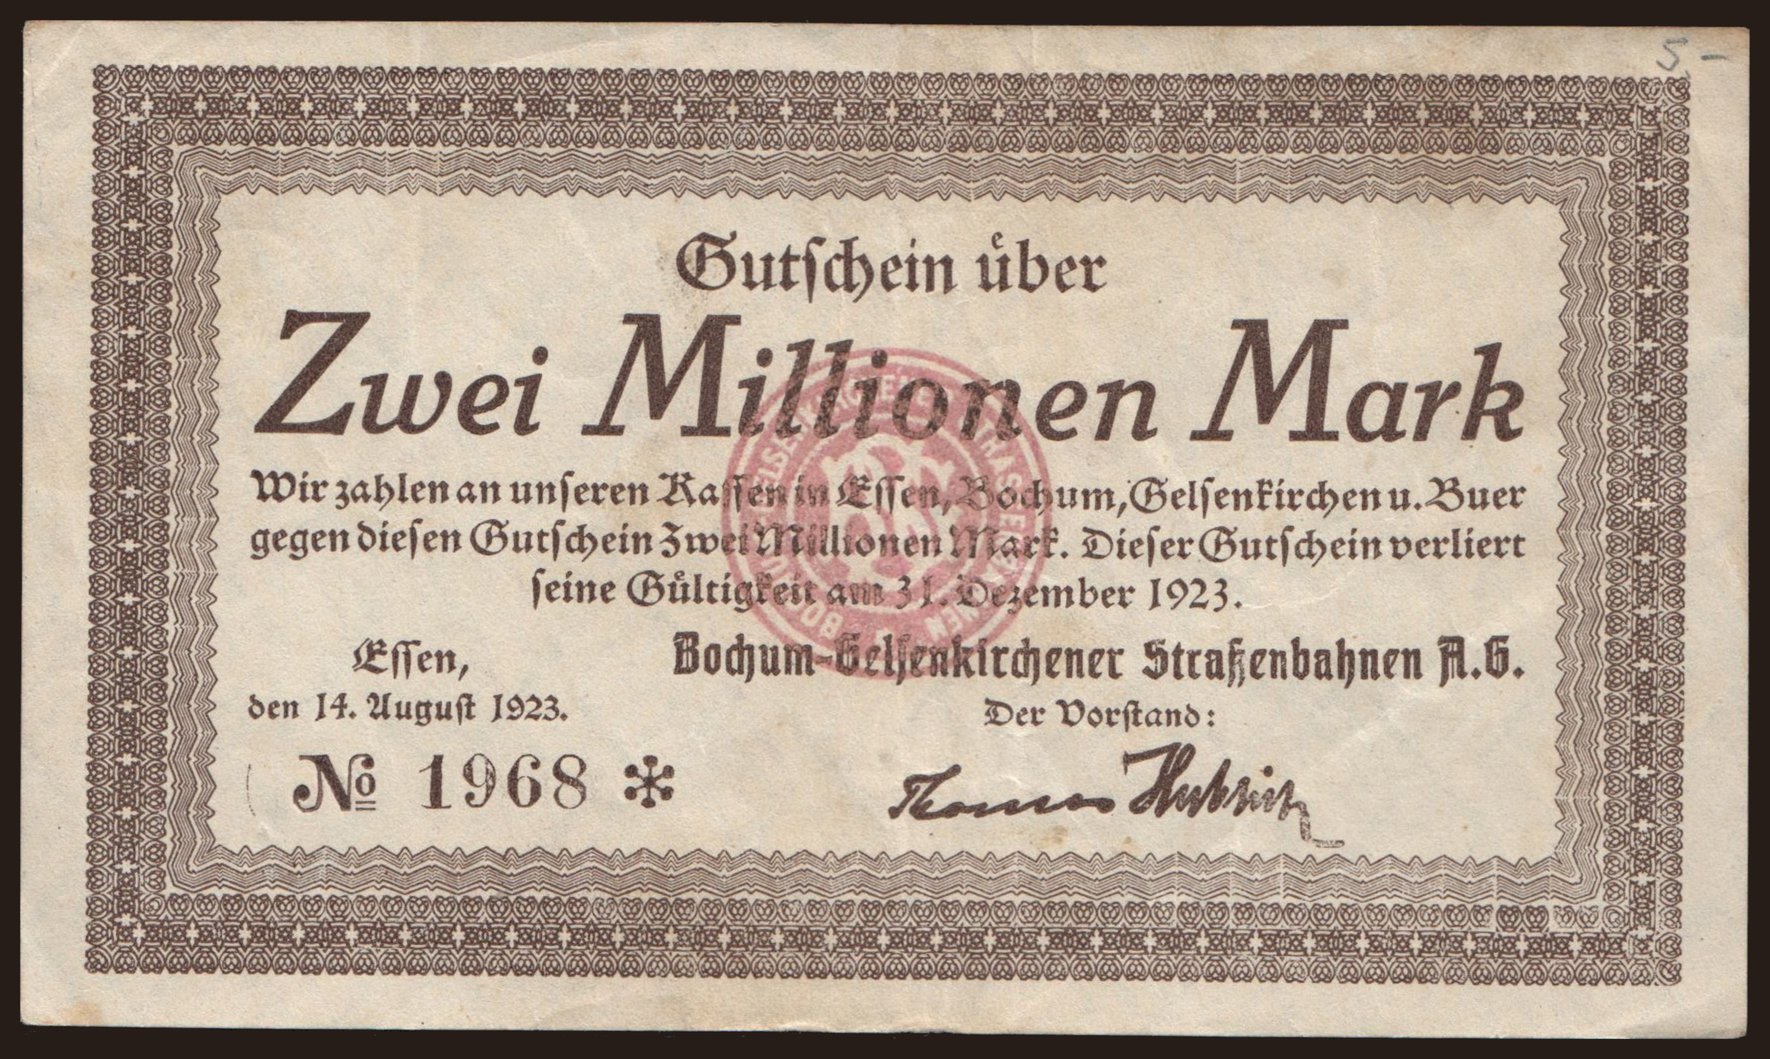 5.-
Gutschein über
Zwei Millionen Mark
Wir zahlen an unseren Kassen in Essen, Bochum, Gelsenkirchen u. Buer
gegen diesen Gutschein Zwei Millionen Mark. Dieser Gutschein verliert
seine Gültigkeit am 31. Dezember 1923.
Essen,
den 14. August 1923.
Bochum-Gelsenkirchener Straßenbahnen A.G.
Der Vorstand:
№ 1968 *